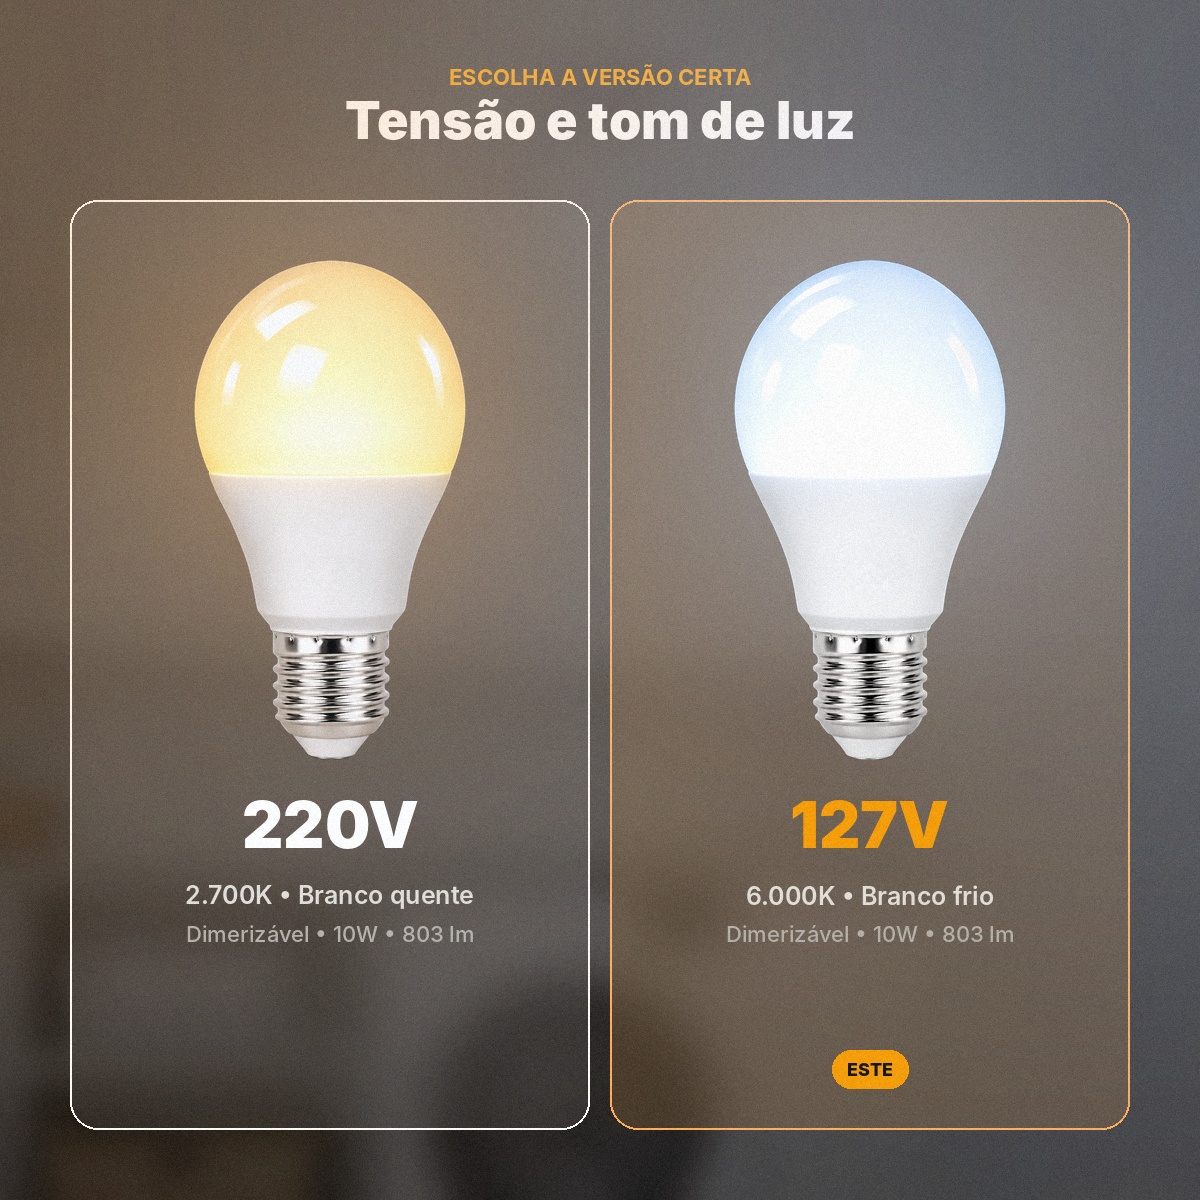 ESCOLHA A VERSÃO CERTA
Tensão e tom de luz
220V
2.700K • Branco quente
Dimerizável • 10W • 803 lm
127V
6.000K • Branco frio
Dimerizável • 10W • 803 lm
ESTE